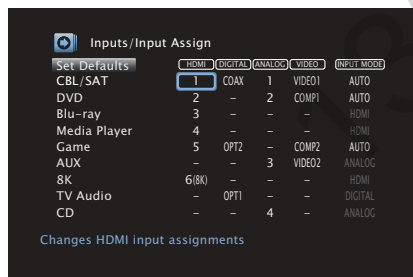 Inputs/Input Assign
Set Defaults HDMI DIGITAL ANALOG VIDEO INPUT MODE
CBL/SAT 1 COAX 1 VIDEO1 AUTO
DVD 2 – 2 COMP1 AUTO
Blu-ray 3 – – – HDMI
Media Player 4 – – – HDMI
Game 5 OPT2 – COMP2 AUTO
AUX – – 3 VIDEO2 ANALOG
8K 6(8K) – – – HDMI
TV Audio – OPT1 – – DIGITAL
CD – – 4 – ANALOG
Changes HDMI input assignments